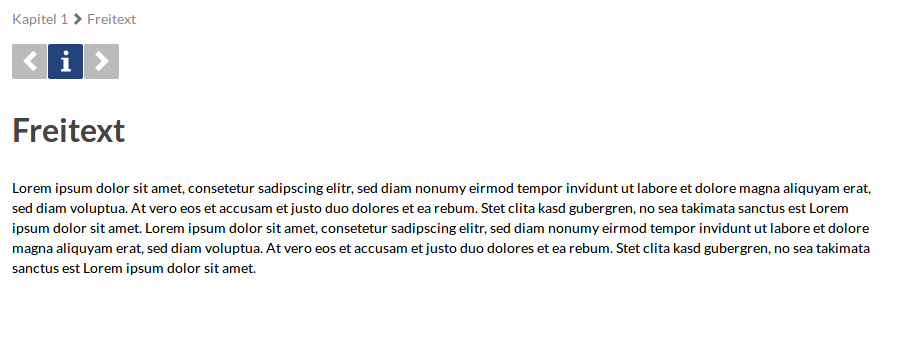 Kapitel 1 > Freitext
i
Freitext
Lorem ipsum dolor sit amet, consetetur sadipscing elitr, sed diam nonumy eirmod tempor invidunt ut labore et dolore magna aliquyam erat,
sed diam voluptua. At vero eos et accusam et justo duo dolores et ea rebum. Stet clita kasd gubergren, no sea takimata sanctus est Lorem
ipsum dolor sit amet. Lorem ipsum dolor sit amet, consetetur sadipscing elitr, sed diam nonumy eirmod tempor invidunt ut labore et dolore
magna aliquyam erat, sed diam voluptua. At vero eos et accusam et justo duo dolores et ea rebum. Stet clita kasd gubergren, no sea takimata
sanctus est Lorem ipsum dolor sit amet.